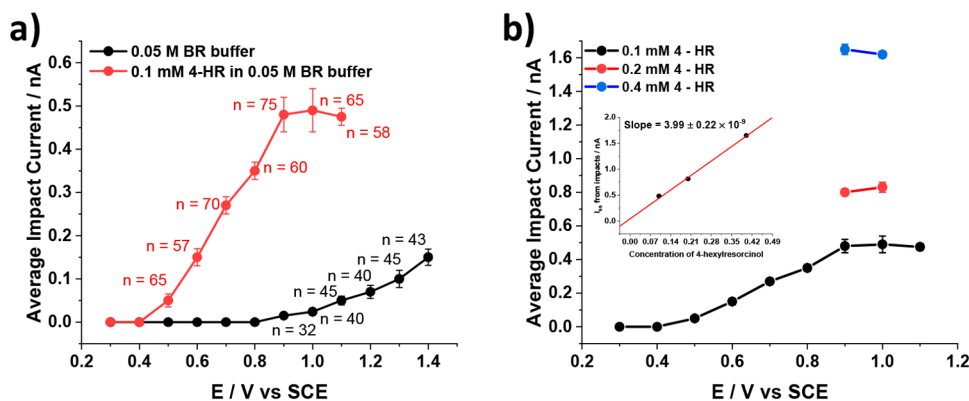 a)
0.05 M BR buffer
0.1 mM 4-HR in 0.05 M BR buffer
Average Impact Current / nA
0.6
0.5
0.4
0.3
0.2
0.1
0.0
n = 75
n = 65
n = 58
n = 60
n = 70
n = 57
n = 65
n = 43
n = 45
n = 40
n = 45
n = 40
n = 32
0.2 0.4 0.6 0.8 1.0 1.2 1.4
E / V vs SCE
b)
0.1 mM 4 - HR
0.2 mM 4 - HR
0.4 mM 4 - HR
Average Impact Current / nA
1.6
1.4
1.2
1.0
0.8
0.6
0.4
0.2
0.0
Slope = 3.99 ± 0.22 × 10⁻⁹
I_ss from impacts / nA
2.0
1.5
1.0
0.5
0.0
0.00 0.07 0.14 0.21 0.28 0.35 0.42 0.49
Concentration of 4-hexylresorcinol
0.2 0.4 0.6 0.8 1.0 1.2
E / V vs SCE